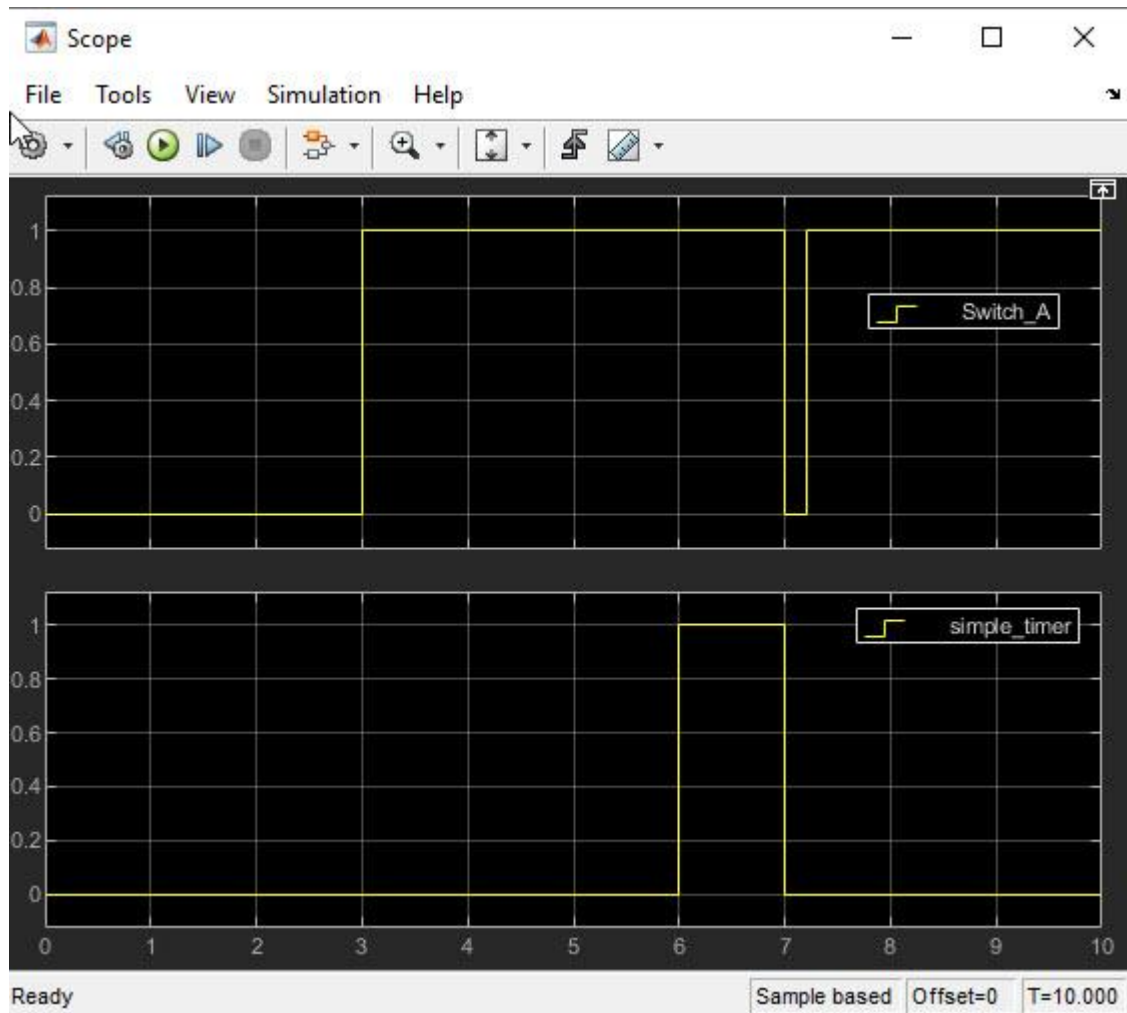 Scope
File Tools View Simulation Help
1
0.8
0.6
0.4
0.2
0
Switch_A
1
0.8
0.6
0.4
0.2
0
simple_timer
0 1 2 3 4 5 6 7 8 9 10
Ready Sample based Offset=0 T=10.000